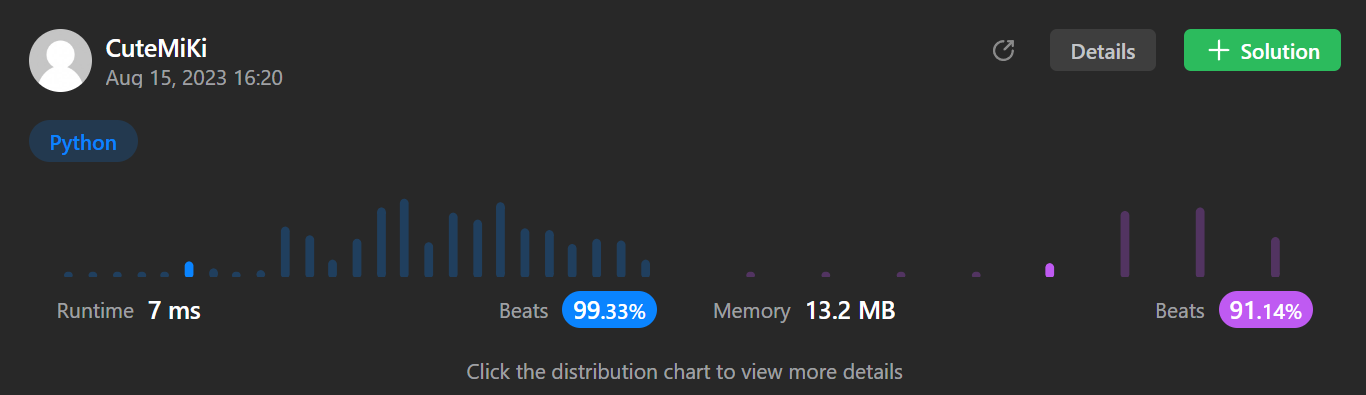 CuteMiKi
Aug 15, 2023 16:20
Details
Solution
Python
Runtime 7 ms Beats 99.33% Memory 13.2 MB Beats 91.14%
Click the distribution chart to view more details